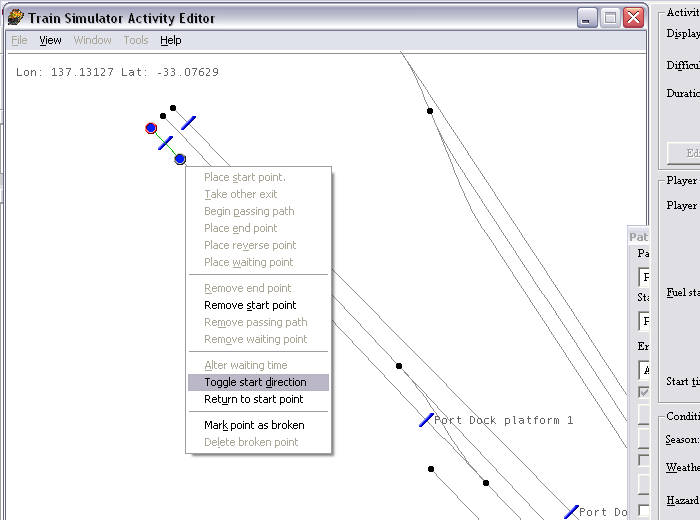 Train Simulator Activity Editor
File View Window Tools Help
Lon: 137.13127 Lat: -33.07629
Place start point.
Take other exit
Begin passing path
Place end point
Place reverse point
Place waiting point
Remove end point
Remove start point
Remove passing path
Remove waiting point
Alter waiting time
Toggle start direction
Return to start point
Mark point as broken
Delete broken point
Port Dock platform 1
Port Do
Activit
Display
Difficul
Duratio
Edi
Player
Player
Pat
Pa
F
Sta
F
En
A
Fuel sta
Start ti
Conditi
Season:
Weathe
Hazard